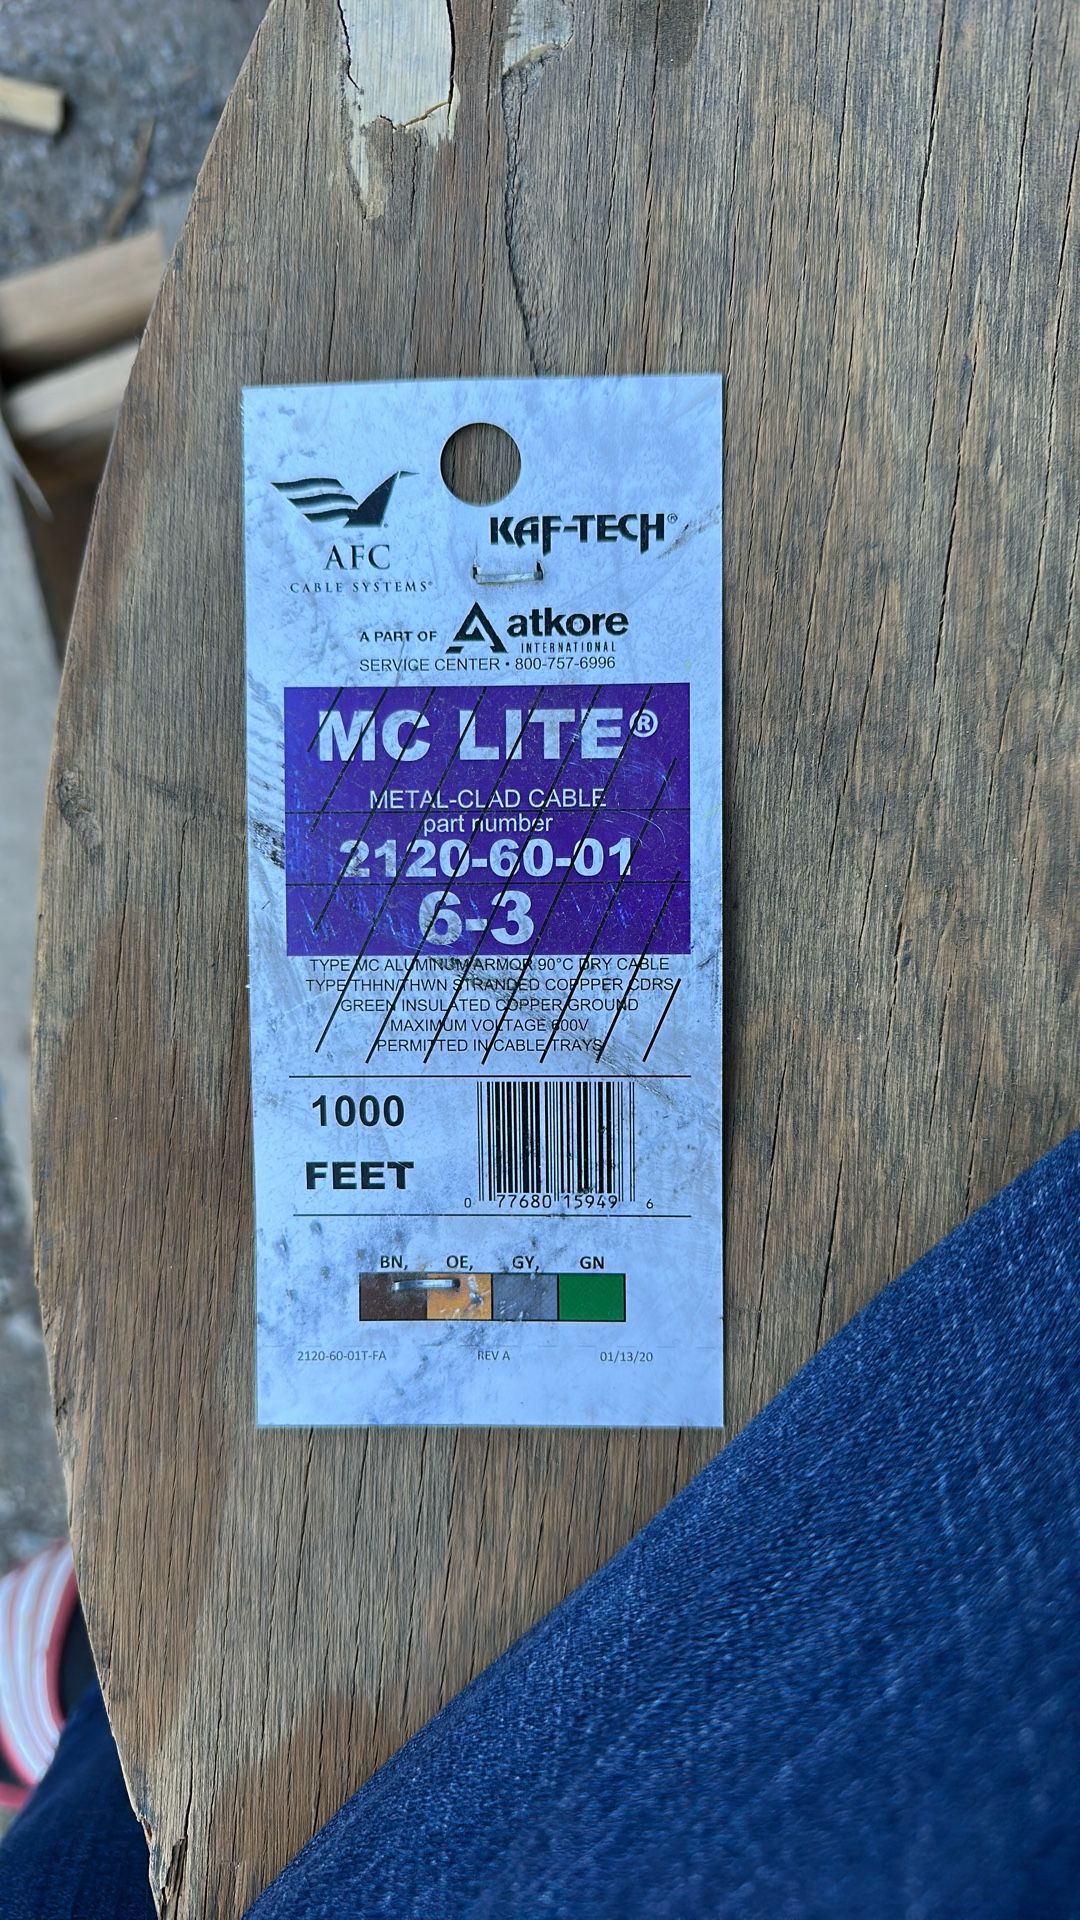 AFC
CABLE SYSTEMS®
KAF-TECH®
A PART OF atkore
INTERNATIONAL
SERVICE CENTER • 800-757-6996
MC LITE®
METAL-CLAD CABLE
part number
2120-60-01
6-3
TYPE MC ALUMINUM ARMOR 90°C DRY CABLE
TYPE THHN/THWN STRANDED COPPPER CDRS
GREEN INSULATED COPPER GROUND
MAXIMUM VOLTAGE 600V
PERMITTED IN CABLE TRAYS
1000
FEET
0 77680 15949 6
BN, OE, GY, GN
2120-60-01T-FA REV A 01/13/20